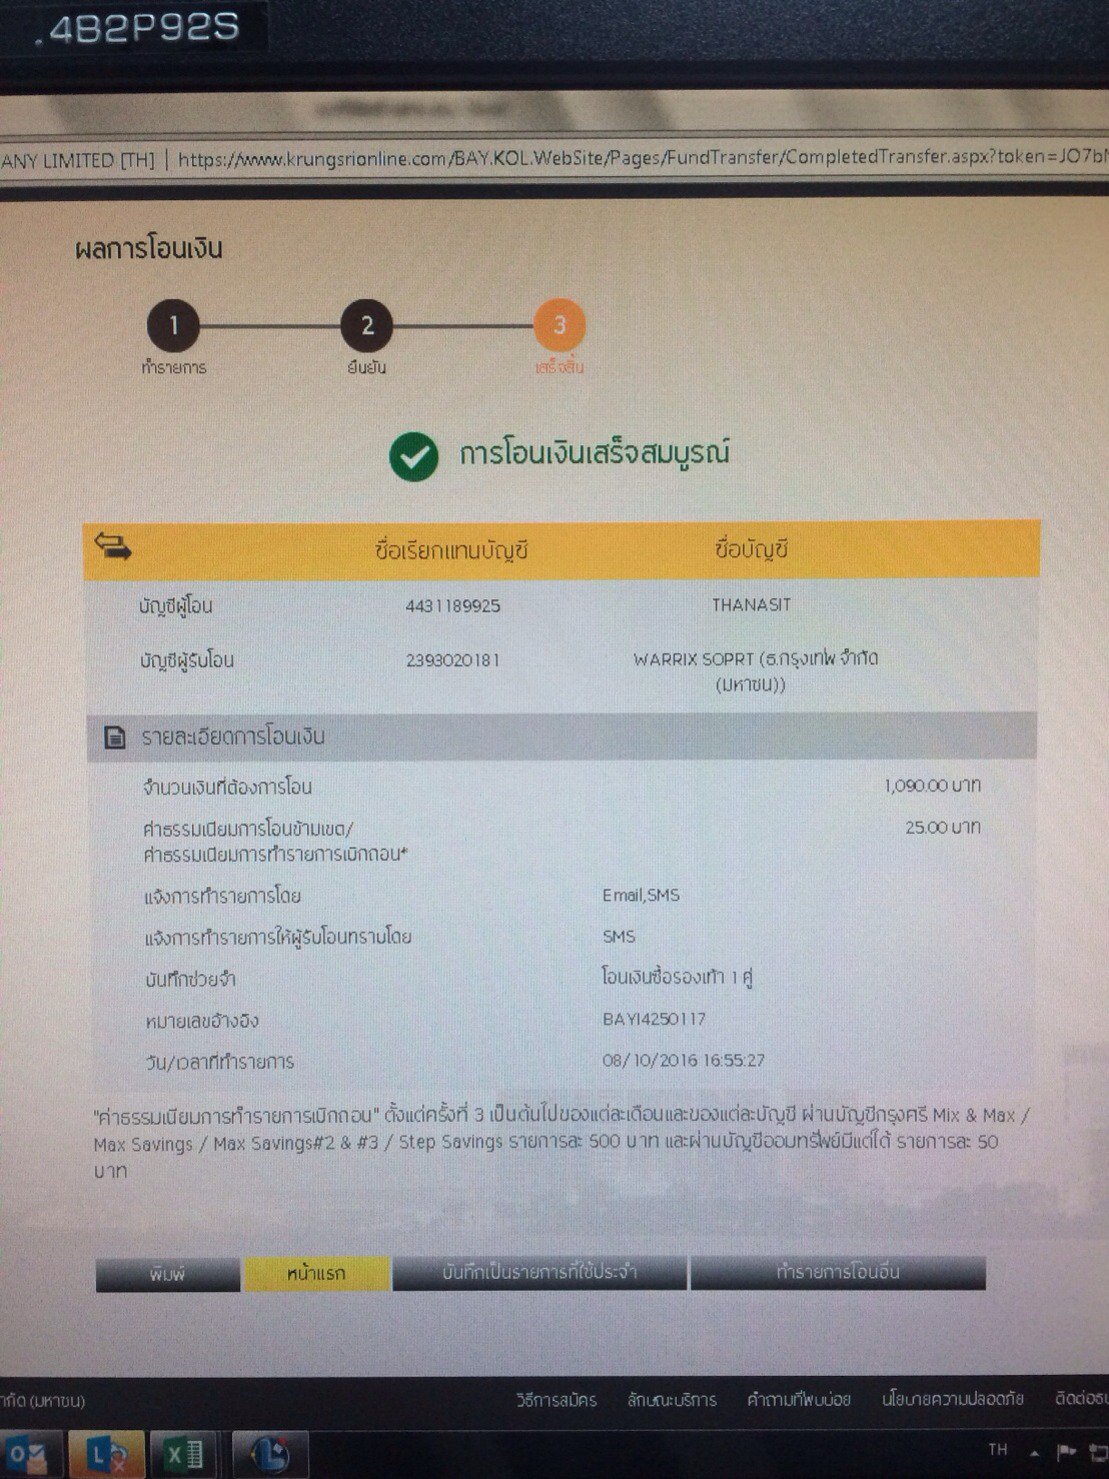 .4B2P92S
ANY LIMITED [TH] | https://www.krungsrionline.com/BAY.KOL.WebSite/Pages/FundTransfer/CompletedTransfer.aspx?token=JO7b
ผลการโอนเงิน
1 2 3
ทำรายการ ยืนยัน เสร็จสิ้น
การโอนเงินเสร็จสมบูรณ์
ชื่อเรียกแทนบัญชี ชื่อบัญชี
บัญชีผู้โอน 4431189925 THANASIT
บัญชีผู้รับโอน 2393020181 WARRIX SOPRT (ธ.กรุงเทพ จำกัด
(มหาชน))
รายละเอียดการโอนเงิน
จำนวนเงินที่ต้องการโอน 1,090.00 บาท
ค่าธรรมเนียมการโอนข้ามเขต/ 25.00 บาท
ค่าธรรมเนียมการทำรายการเบิกถอน*
แจ้งการทำรายการโดย Email,SMS
แจ้งการทำรายการให้ผู้รับโอนทราบโดย SMS
บันทึกช่วยจำ โอนเงินซื้อรองเท้า 1 คู่
หมายเลขอ้างอิง BAYI4250117
วัน/เวลาที่ทำรายการ 08/10/2016 16:55:27
"ค่าธรรมเนียมการทำรายการเบิกถอน" ตั้งแต่ครั้งที่ 3 เป็นต้นไปของแต่ละเดือนและของแต่ละบัญชี ผ่านบัญชีกรุงศรี Mix & Max /
Max Savings / Max Savings#2 & #3 / Step Savings รายการละ 500 บาท และผ่านบัญชีออมทรัพย์มีแต่ได้ รายการละ 50
บาท
พิมพ์ หน้าแรก บันทึกเป็นรายการที่ใช้ประจำ ทำรายการโอนอื่น
(มหาชน) วิธีการสมัคร ลักษณะบริการ คำถามที่พบบ่อย นโยบายความปลอดภัย ติดต่อธ
TH